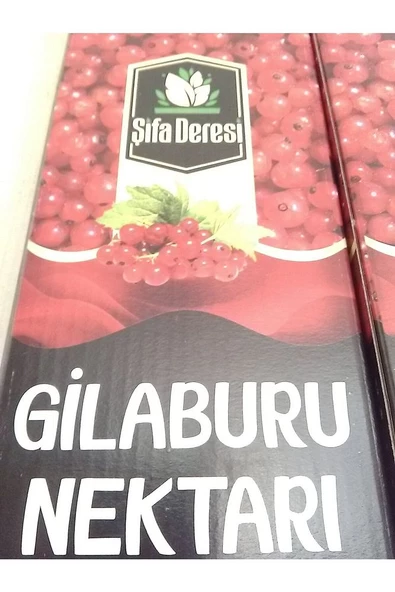 Şifa Deresi
GİLABURU
NEKTARI